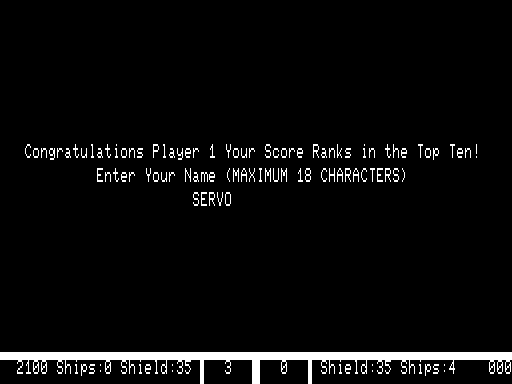 Congratulations Player 1 Your Score Ranks in the Top Ten!
Enter Your Name (MAXIMUM 18 CHARACTERS)
SERVO
2100 Ships:0 Shield:35 3 0 Shield:35 Ships:4 000